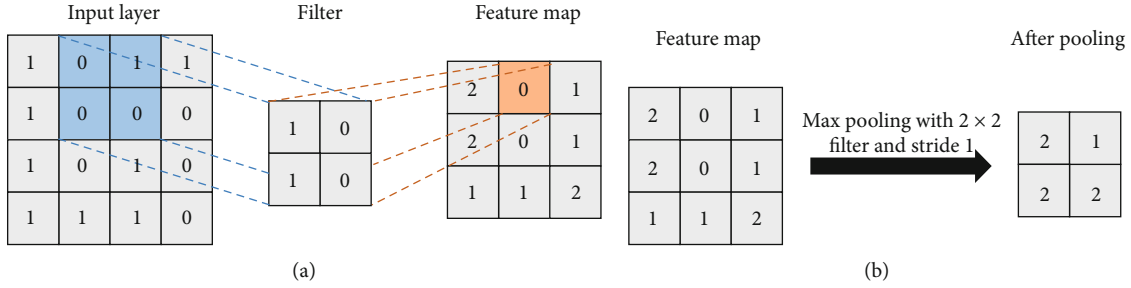 Input layer
Filter
Feature map
1 0 1 1
1 0 0 0
1 0 1 0
1 1 1 0
1 0
1 0
2 0 1
2 0 1
1 1 2
(a)
Feature map
After pooling
2 0 1
2 0 1
1 1 2
Max pooling with 2 × 2
filter and stride 1
2 1
2 2
(b)